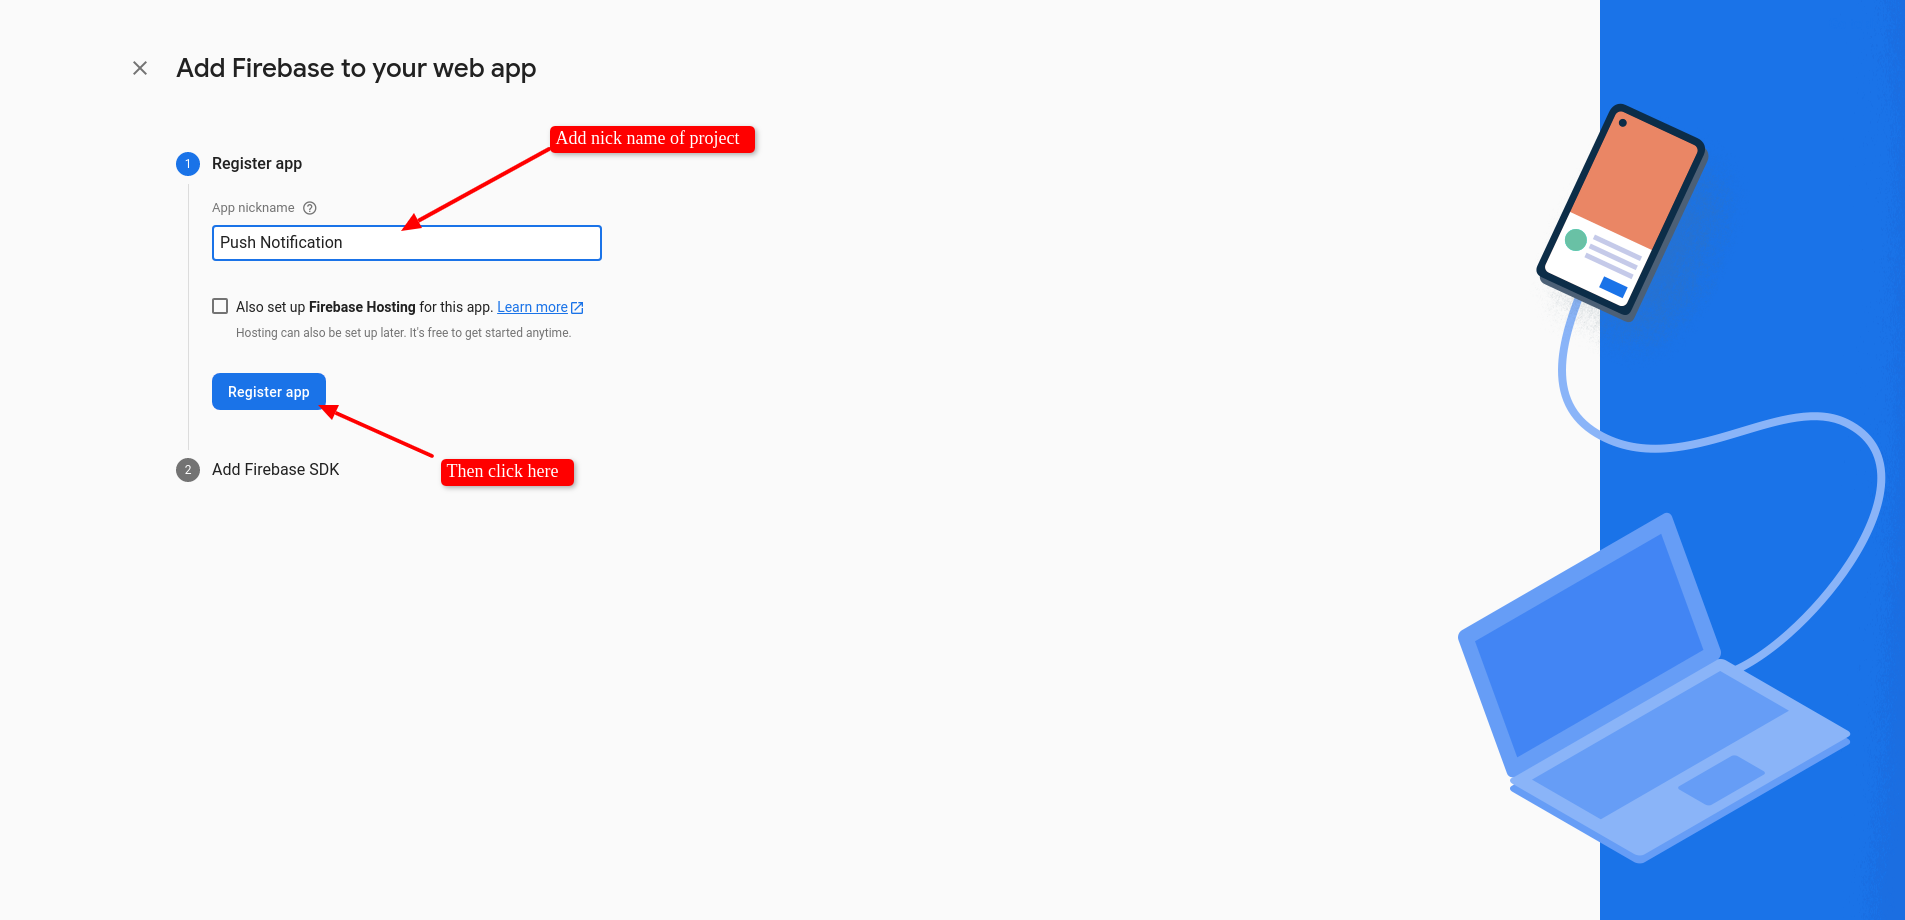 Add Firebase to your web app
Add nick name of project
1 Register app
App nickname ?
Push Notification
Also set up Firebase Hosting for this app. Learn more
Hosting can also be set up later. It's free to get started anytime.
Register app
Then click here
2 Add Firebase SDK